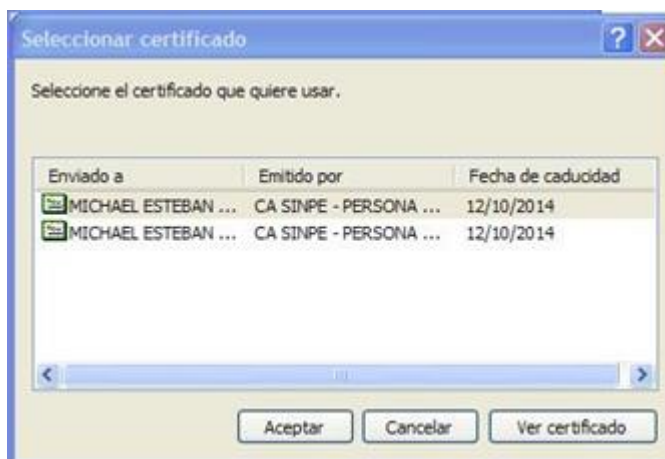 Seleccionar certificado
Seleccione el certificado que quiere usar.
Enviado a Emitido por Fecha de caducidad
MICHAEL ESTEBAN ... CA SINPE - PERSONA ... 12/10/2014
MICHAEL ESTEBAN ... CA SINPE - PERSONA ... 12/10/2014
Aceptar Cancelar Ver certificado